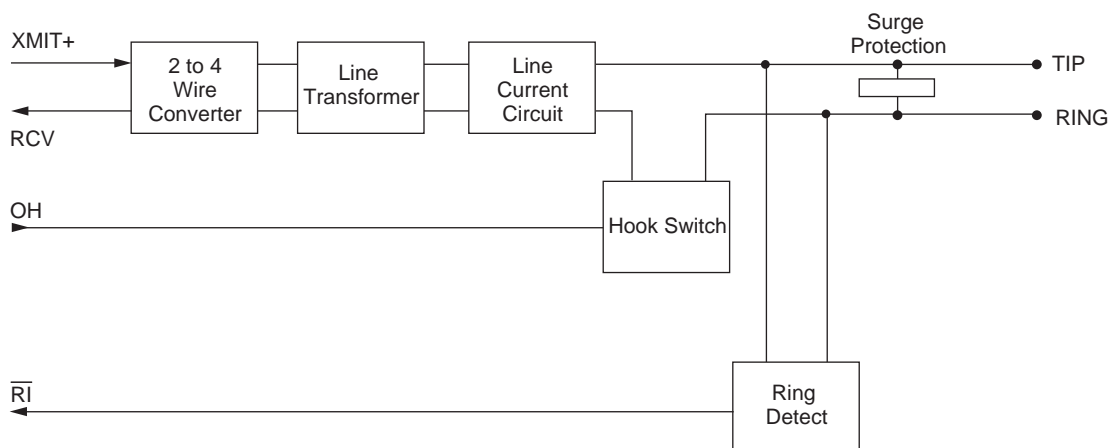 Surge
Protection
XMIT+
TIP
2 to 4
Wire
Converter
Line
Transformer
Line
Current
Circuit
RCV
RING
OH
Hook Switch
R̅I̅
Ring
Detect